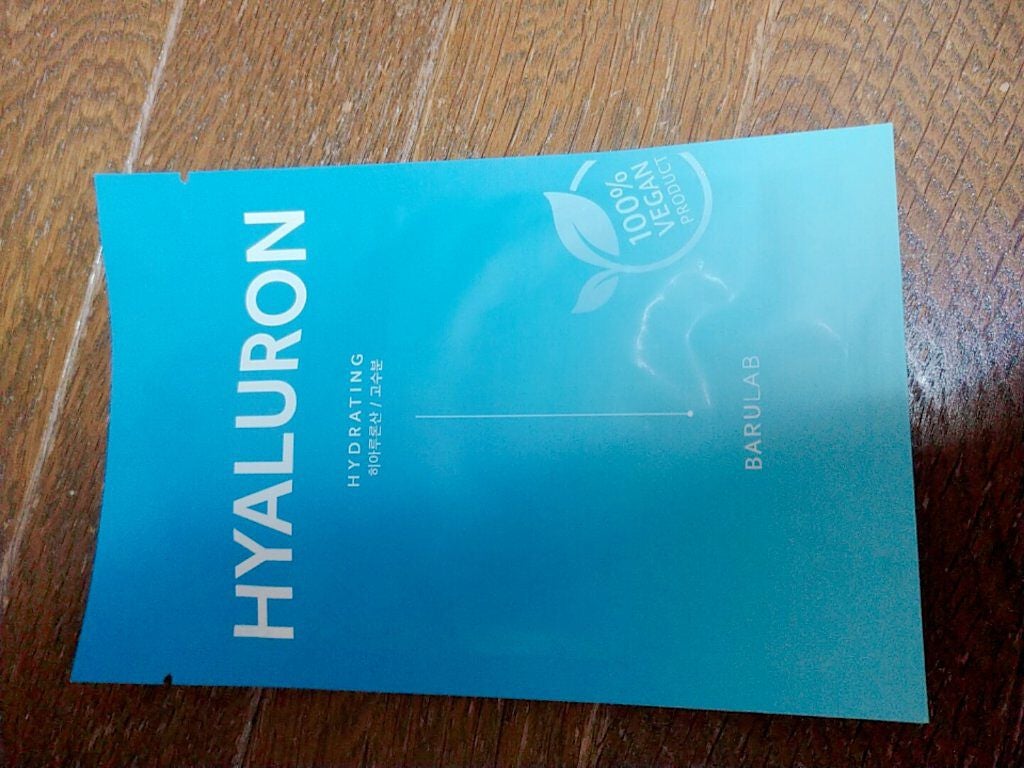 HYALURON
HYDRATING
히아루론산 / 고수분
100%
VEGAN
PRODUCT
BARULAB